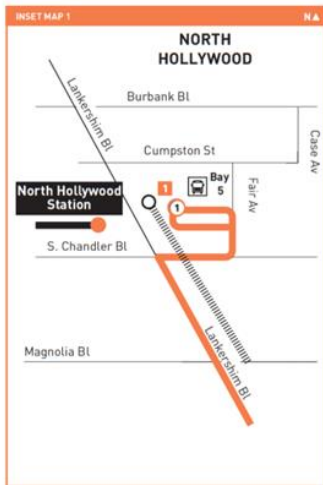 INSET MAP 1
N▲
NORTH
HOLLYWOOD
Lankershim Bl
Burbank Bl
Case Av
Cumpston St
Fair Av
1
Bay
5
1
North Hollywood
Station
S. Chandler Bl
Lankershim Bl
Magnolia Bl